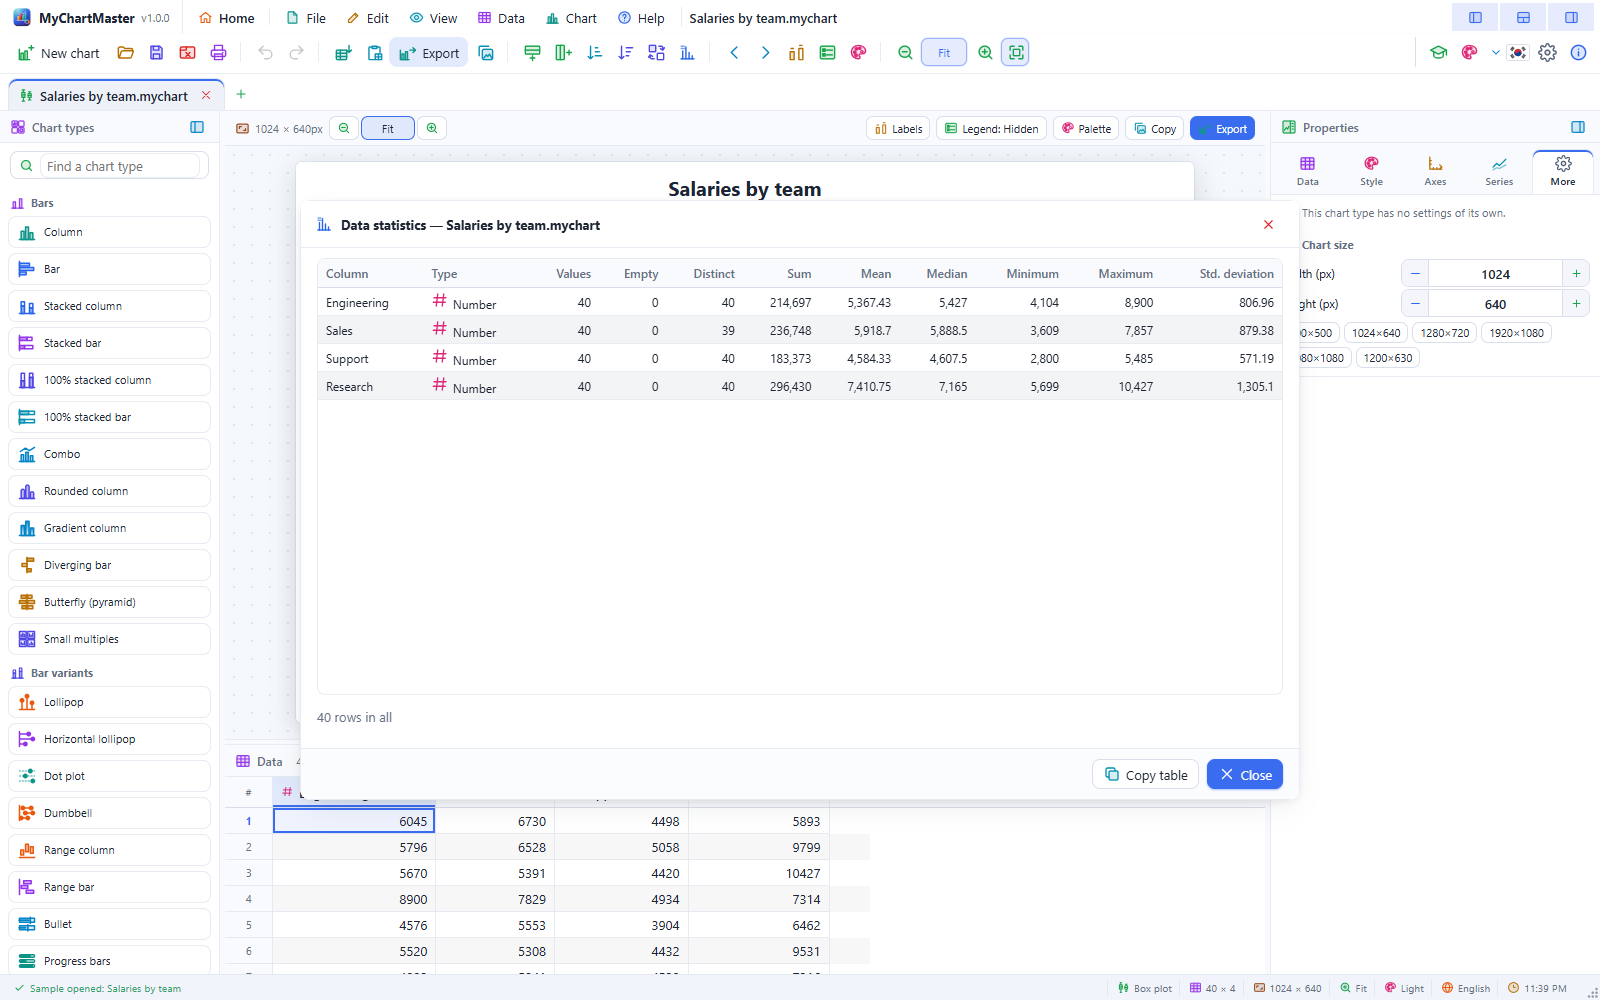 MyChartMaster v1.0.0 Home File Edit View Data Chart Help Salaries by team.mychart
New chart Export Fit
Salaries by team.mychart
Chart types
1024 × 640px Fit Labels Legend: Hidden Palette Copy Export
Properties
Find a chart type
Data Style Axes Series More
Salaries by team
This chart type has no settings of its own.
Chart size
lth (px) 1024
ght (px) 640
0×500 1024×640 1280×720 1920×1080
80×1080 1200×630
Bars
Column
Bar
Stacked column
Stacked bar
100% stacked column
100% stacked bar
Combo
Rounded column
Gradient column
Diverging bar
Butterfly (pyramid)
Small multiples
Bar variants
Lollipop
Horizontal lollipop
Dot plot
Dumbbell
Range column
Range bar
Bullet
Progress bars
Data statistics — Salaries by team.mychart
Column Type Values Empty Distinct Sum Mean Median Minimum Maximum Std. deviation
Engineering # Number 40 0 40 214,697 5,367.43 5,427 4,104 8,900 806.96
Sales # Number 40 0 39 236,748 5,918.7 5,888.5 3,609 7,857 879.38
Support # Number 40 0 40 183,373 4,584.33 4,607.5 2,800 5,485 571.19
Research # Number 40 0 40 296,430 7,410.75 7,165 5,699 10,427 1,305.1
40 rows in all
Copy table Close
Data
# #
1 6045 6730 4498 5893
2 5796 6528 5058 9799
3 5670 5391 4420 10427
4 8900 7829 4934 7314
5 4576 5553 3904 6462
6 5520 5308 4432 9531
Sample opened: Salaries by team
Box plot 40 × 4 1024 × 640 Fit Light English 11:39 PM